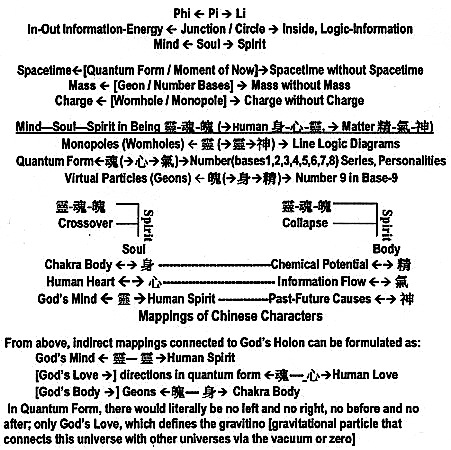 Phi ← Pi → Li
In-Out Information-Energy ← Junction / Circle → Inside, Logic-Information
Mind ← Soul → Spirit
Spacetime←[Quantum Form / Moment of Now]→Spacetime without Spacetime
Mass ← [Geon / Number Bases] → Mass without Mass
Charge ← [Wormhole / Monopole] → Charge without Charge
Mind—Soul—Spirit in Being 靈-魂-魄 (→Human 身-心-靈, → Matter 精-氣-神)
Monopoles (Wormholes) ← 靈 (→靈→神) → Line Logic Diagrams
Quantum Form←魂(→心→氣)→Number(bases1,2,3,4,5,6,7,8) Series, Personalities
Virtual Particles (Geons) ← 魄(→身→精)→ Number 9 in Base-9
靈-魂-魄 Spirit 靈-魂-魄 Spirit
Crossover Collapse
Soul Body
Chakra Body ←→ 身 Chemical Potential ←→ 精
Human Heart ←→ 心 Information Flow ←→ 氣
God's Mind ←→ 靈 →Human Spirit Past-Future Causes ←→ 神
Mappings of Chinese Characters
From above, indirect mappings connected to God's Holon can be formulated as:
God's Mind ← 靈— 靈→Human Spirit
[God's Love →] directions in quantum form ←魂—心→Human Love
[God's Body →] Geons ←魄— 身→ Chakra Body
In Quantum Form, there would literally be no left and no right, no before and no
after; only God's Love, which defines the gravitino [gravitational particle that
connects this universe with other universes via the vacuum or zero]